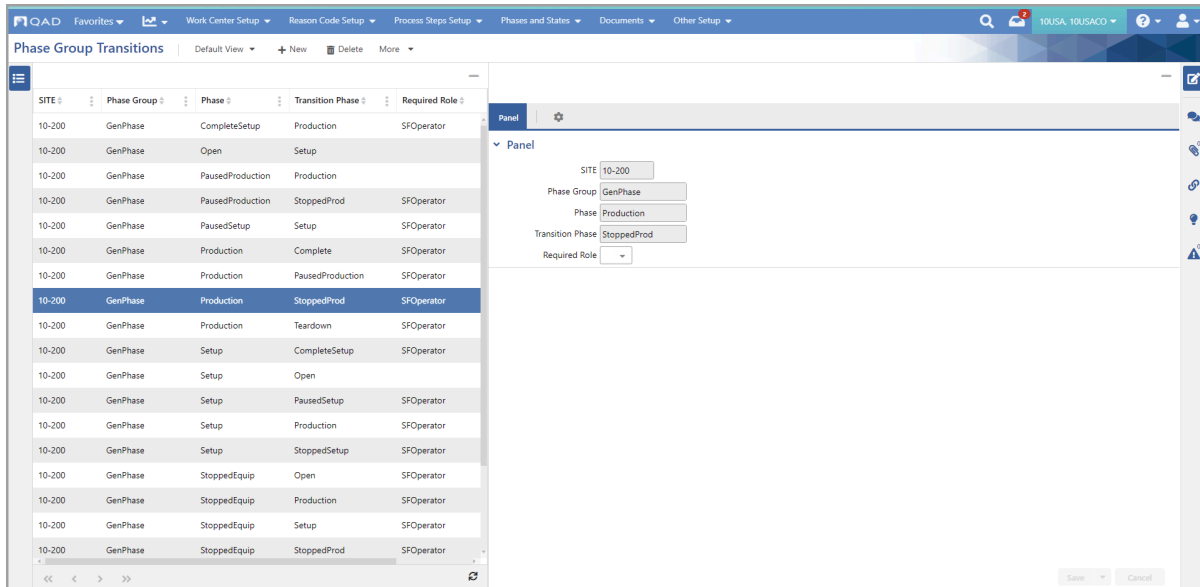 QAD Favorites Work Center Setup Reason Code Setup Process Steps Setup Phases and States Documents Other Setup 2 10USA, 10USACO ?
Phase Group Transitions Default View + New Delete More
SITE Phase Group Phase Transition Phase Required Role
10-200 GenPhase CompleteSetup Production SFOperator
10-200 GenPhase Open Setup
10-200 GenPhase PausedProduction Production
10-200 GenPhase PausedProduction StoppedProd SFOperator
10-200 GenPhase PausedSetup Setup SFOperator
10-200 GenPhase Production Complete SFOperator
10-200 GenPhase Production PausedProduction SFOperator
10-200 GenPhase Production StoppedProd SFOperator
10-200 GenPhase Production Teardown SFOperator
10-200 GenPhase Setup CompleteSetup SFOperator
10-200 GenPhase Setup Open
10-200 GenPhase Setup PausedSetup SFOperator
10-200 GenPhase Setup Production SFOperator
10-200 GenPhase Setup StoppedSetup SFOperator
10-200 GenPhase StoppedEquip Open SFOperator
10-200 GenPhase StoppedEquip Production SFOperator
10-200 GenPhase StoppedEquip Setup SFOperator
10-200 GenPhase StoppedEquip StoppedProd SFOperator
Panel
Panel
SITE 10-200
Phase Group GenPhase
Phase Production
Transition Phase StoppedProd
Required Role
Save Cancel